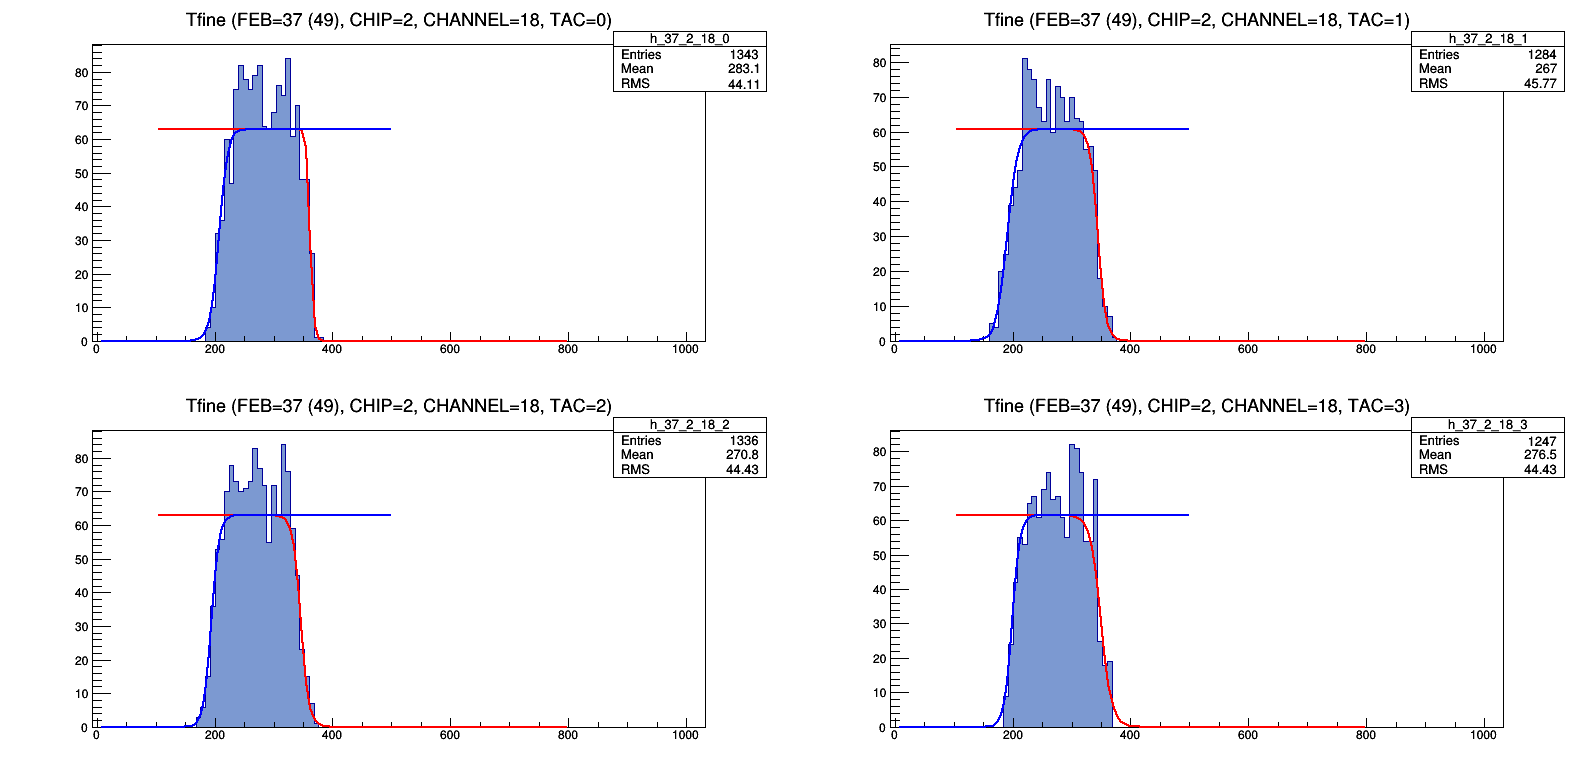 Tfine (FEB=37 (49), CHIP=2, CHANNEL=18, TAC=0)
h_37_2_18_0
Entries 1343
Mean 283.1
RMS 44.11
80
70
60
50
40
30
20
10
0
0 200 400 600 800 1000
Tfine (FEB=37 (49), CHIP=2, CHANNEL=18, TAC=1)
h_37_2_18_1
Entries 1284
Mean 267
RMS 45.77
80
70
60
50
40
30
20
10
0
0 200 400 600 800 1000
Tfine (FEB=37 (49), CHIP=2, CHANNEL=18, TAC=2)
h_37_2_18_2
Entries 1336
Mean 270.8
RMS 44.43
80
70
60
50
40
30
20
10
0
0 200 400 600 800 1000
Tfine (FEB=37 (49), CHIP=2, CHANNEL=18, TAC=3)
h_37_2_18_3
Entries 1247
Mean 276.5
RMS 44.43
80
70
60
50
40
30
20
10
0
0 200 400 600 800 1000